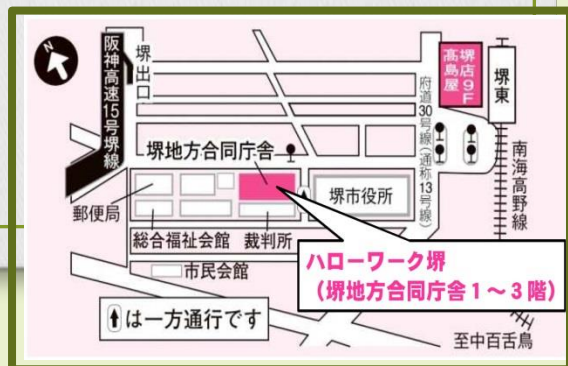 N
阪神高速15号堺線
堺出口
府道30号線(通称13号線)
堺店9F
髙島屋
堺東
南海高野線
堺地方合同庁舎
郵便局
堺市役所
総合福祉会館
裁判所
市民会館
ハローワーク堺
(堺地方合同庁舎1〜3階)
は一方通行です
至中百舌鳥